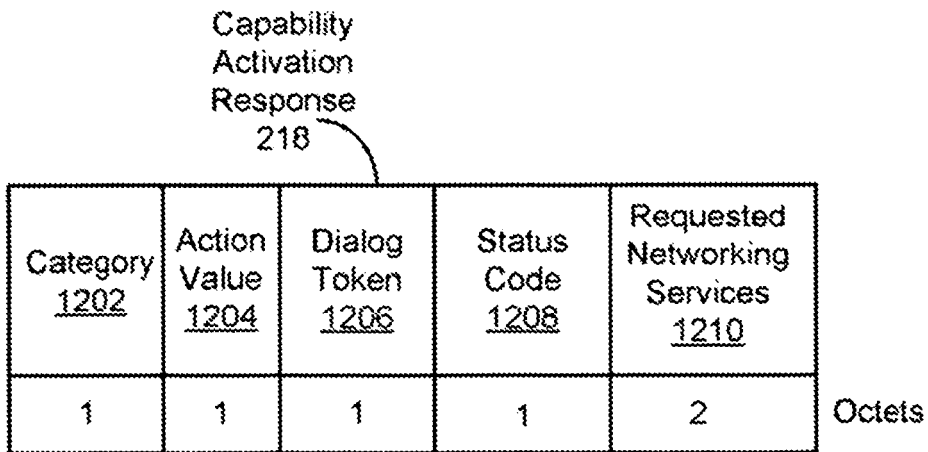 Capability
Activation
Response
218
Category
1202
Action
Value
1204
Dialog
Token
1206
Status
Code
1208
Requested
Networking
Services
1210
1
1
1
1
2
Octets